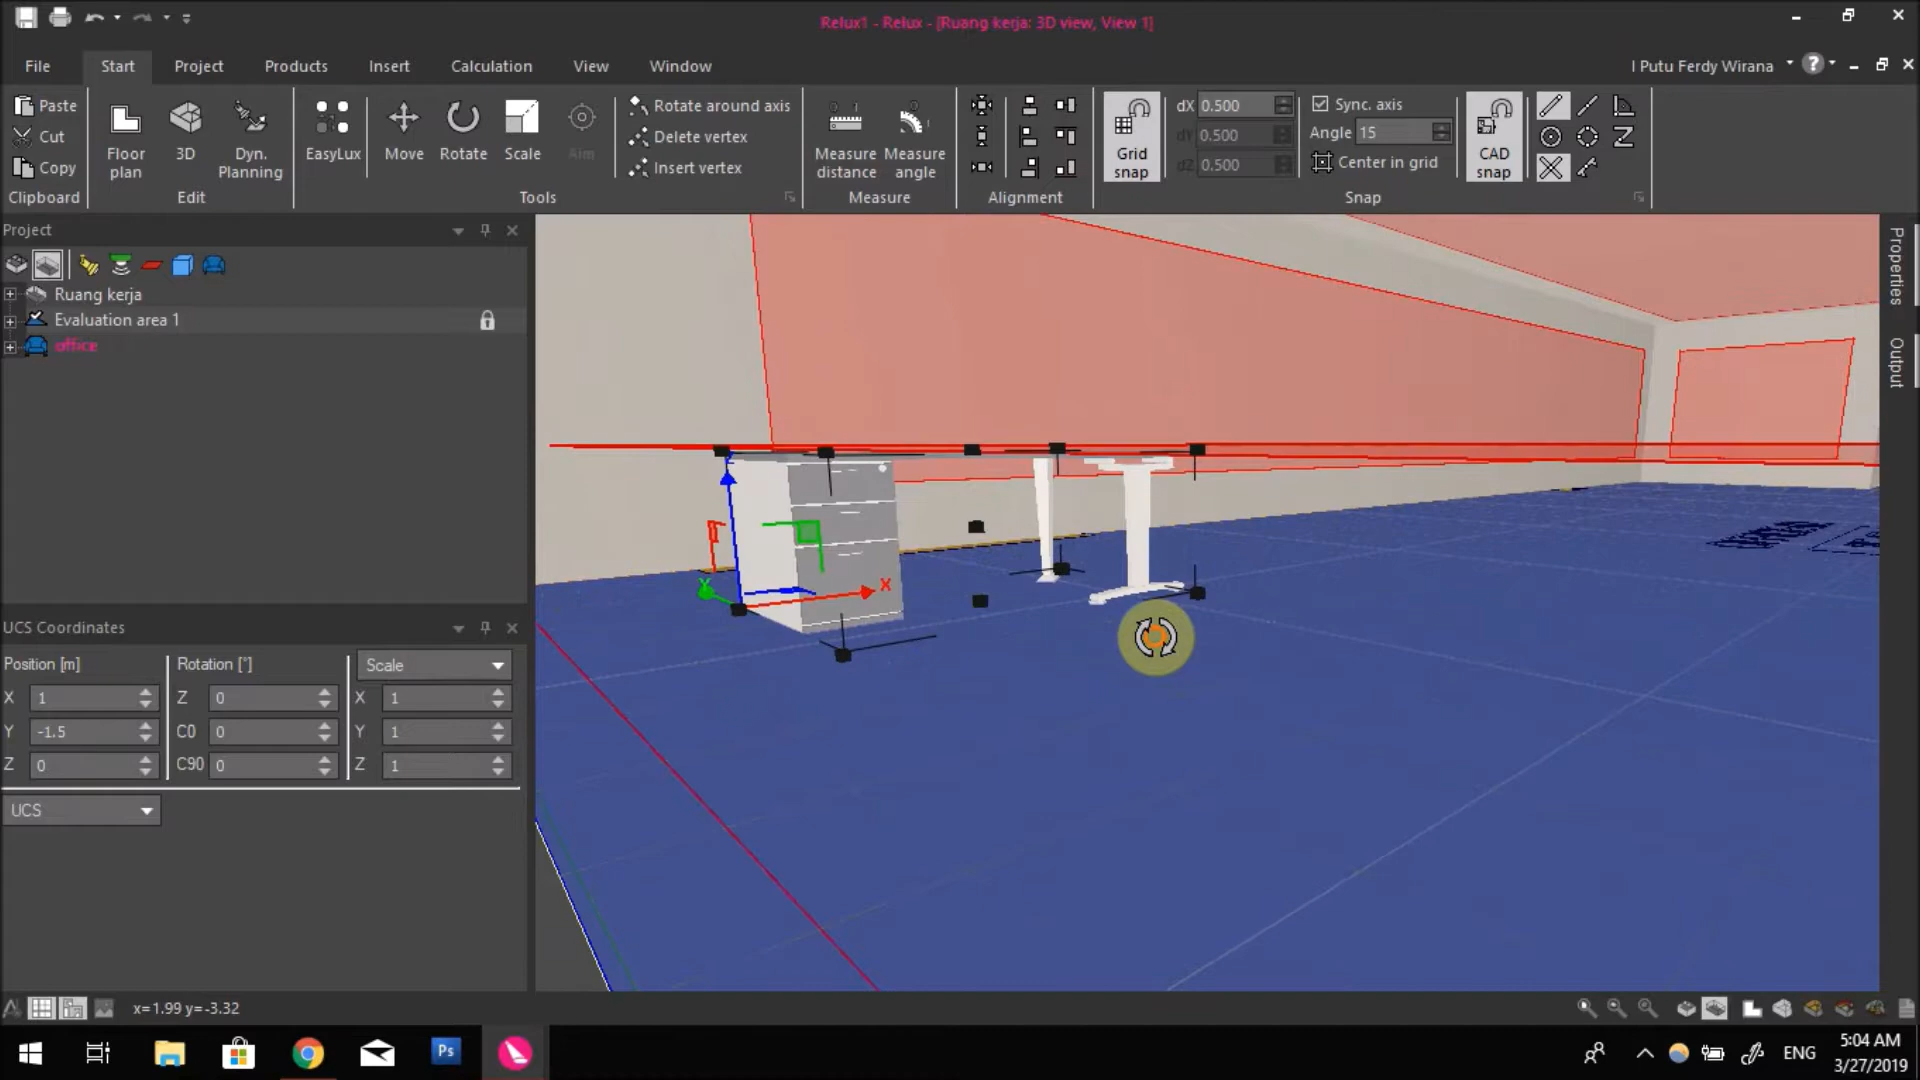 Relux1 - Relux - [Ruang kerja: 3D view, View 1]
File Start Project Products Insert Calculation View Window
I Putu Ferdy Wirana
Paste
Cut
Copy
Clipboard
Floor plan
3D
Dyn. Planning
Edit
EasyLux
Move
Rotate
Scale
Aim
Rotate around axis
Delete vertex
Insert vertex
Tools
Measure distance
Measure angle
Measure
Alignment
Grid snap
dX 0.500
dY 0.500
dZ 0.500
Sync. axis
Angle 15
Center in grid
CAD snap
Snap
Project
Ruang kerja
Evaluation area 1
office
UCS Coordinates
Position [m] Rotation [°] Scale
X 1 Z 0 X 1
Y -1.5 C0 0 Y 1
Z 0 C90 0 Z 1
UCS
X
Y
Properties
Output
x=1.99 y=-3.32
Ps
ENG
5:04 AM
3/27/2019